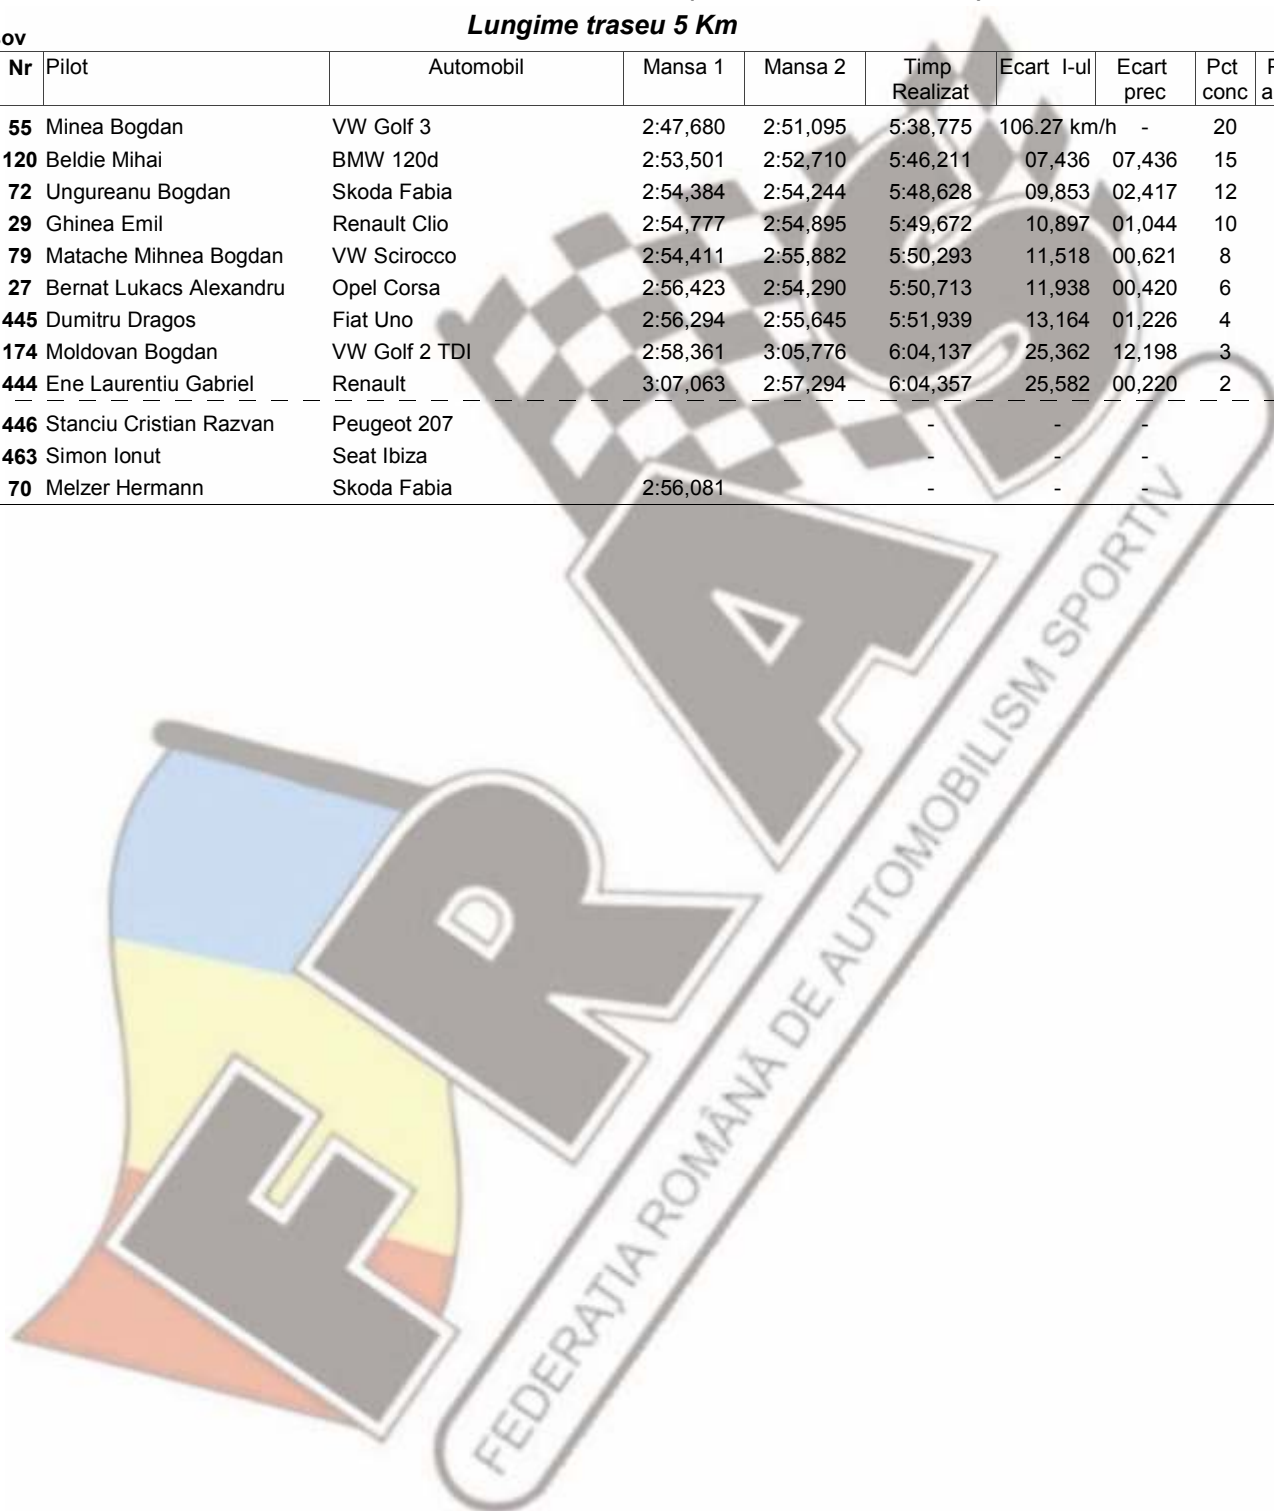 Lungime traseu 5 Km
ov
Nr Pilot Automobil Mansa 1 Mansa 2 Timp Realizat Ecart I-ul Ecart prec Pct conc
55 Minea Bogdan VW Golf 3 2:47,680 2:51,095 5:38,775 106.27 km/h - 20
120 Beldie Mihai BMW 120d 2:53,501 2:52,710 5:46,211 07,436 07,436 15
72 Ungureanu Bogdan Skoda Fabia 2:54,384 2:54,244 5:48,628 09,853 02,417 12
29 Ghinea Emil Renault Clio 2:54,777 2:54,895 5:49,672 10,897 01,044 10
79 Matache Mihnea Bogdan VW Scirocco 2:54,411 2:55,882 5:50,293 11,518 00,621 8
27 Bernat Lukacs Alexandru Opel Corsa 2:56,423 2:54,290 5:50,713 11,938 00,420 6
445 Dumitru Dragos Fiat Uno 2:56,294 2:55,645 5:51,939 13,164 01,226 4
174 Moldovan Bogdan VW Golf 2 TDI 2:58,361 3:05,776 6:04,137 25,362 12,198 3
444 Ene Laurentiu Gabriel Renault 3:07,063 2:57,294 6:04,357 25,582 00,220 2
446 Stanciu Cristian Razvan Peugeot 207 - - -
463 Simon Ionut Seat Ibiza - - -
70 Melzer Hermann Skoda Fabia 2:56,081 - - -
FRAS
FEDERAȚIA ROMÂNĂ DE AUTOMOBILISM SPORTIV